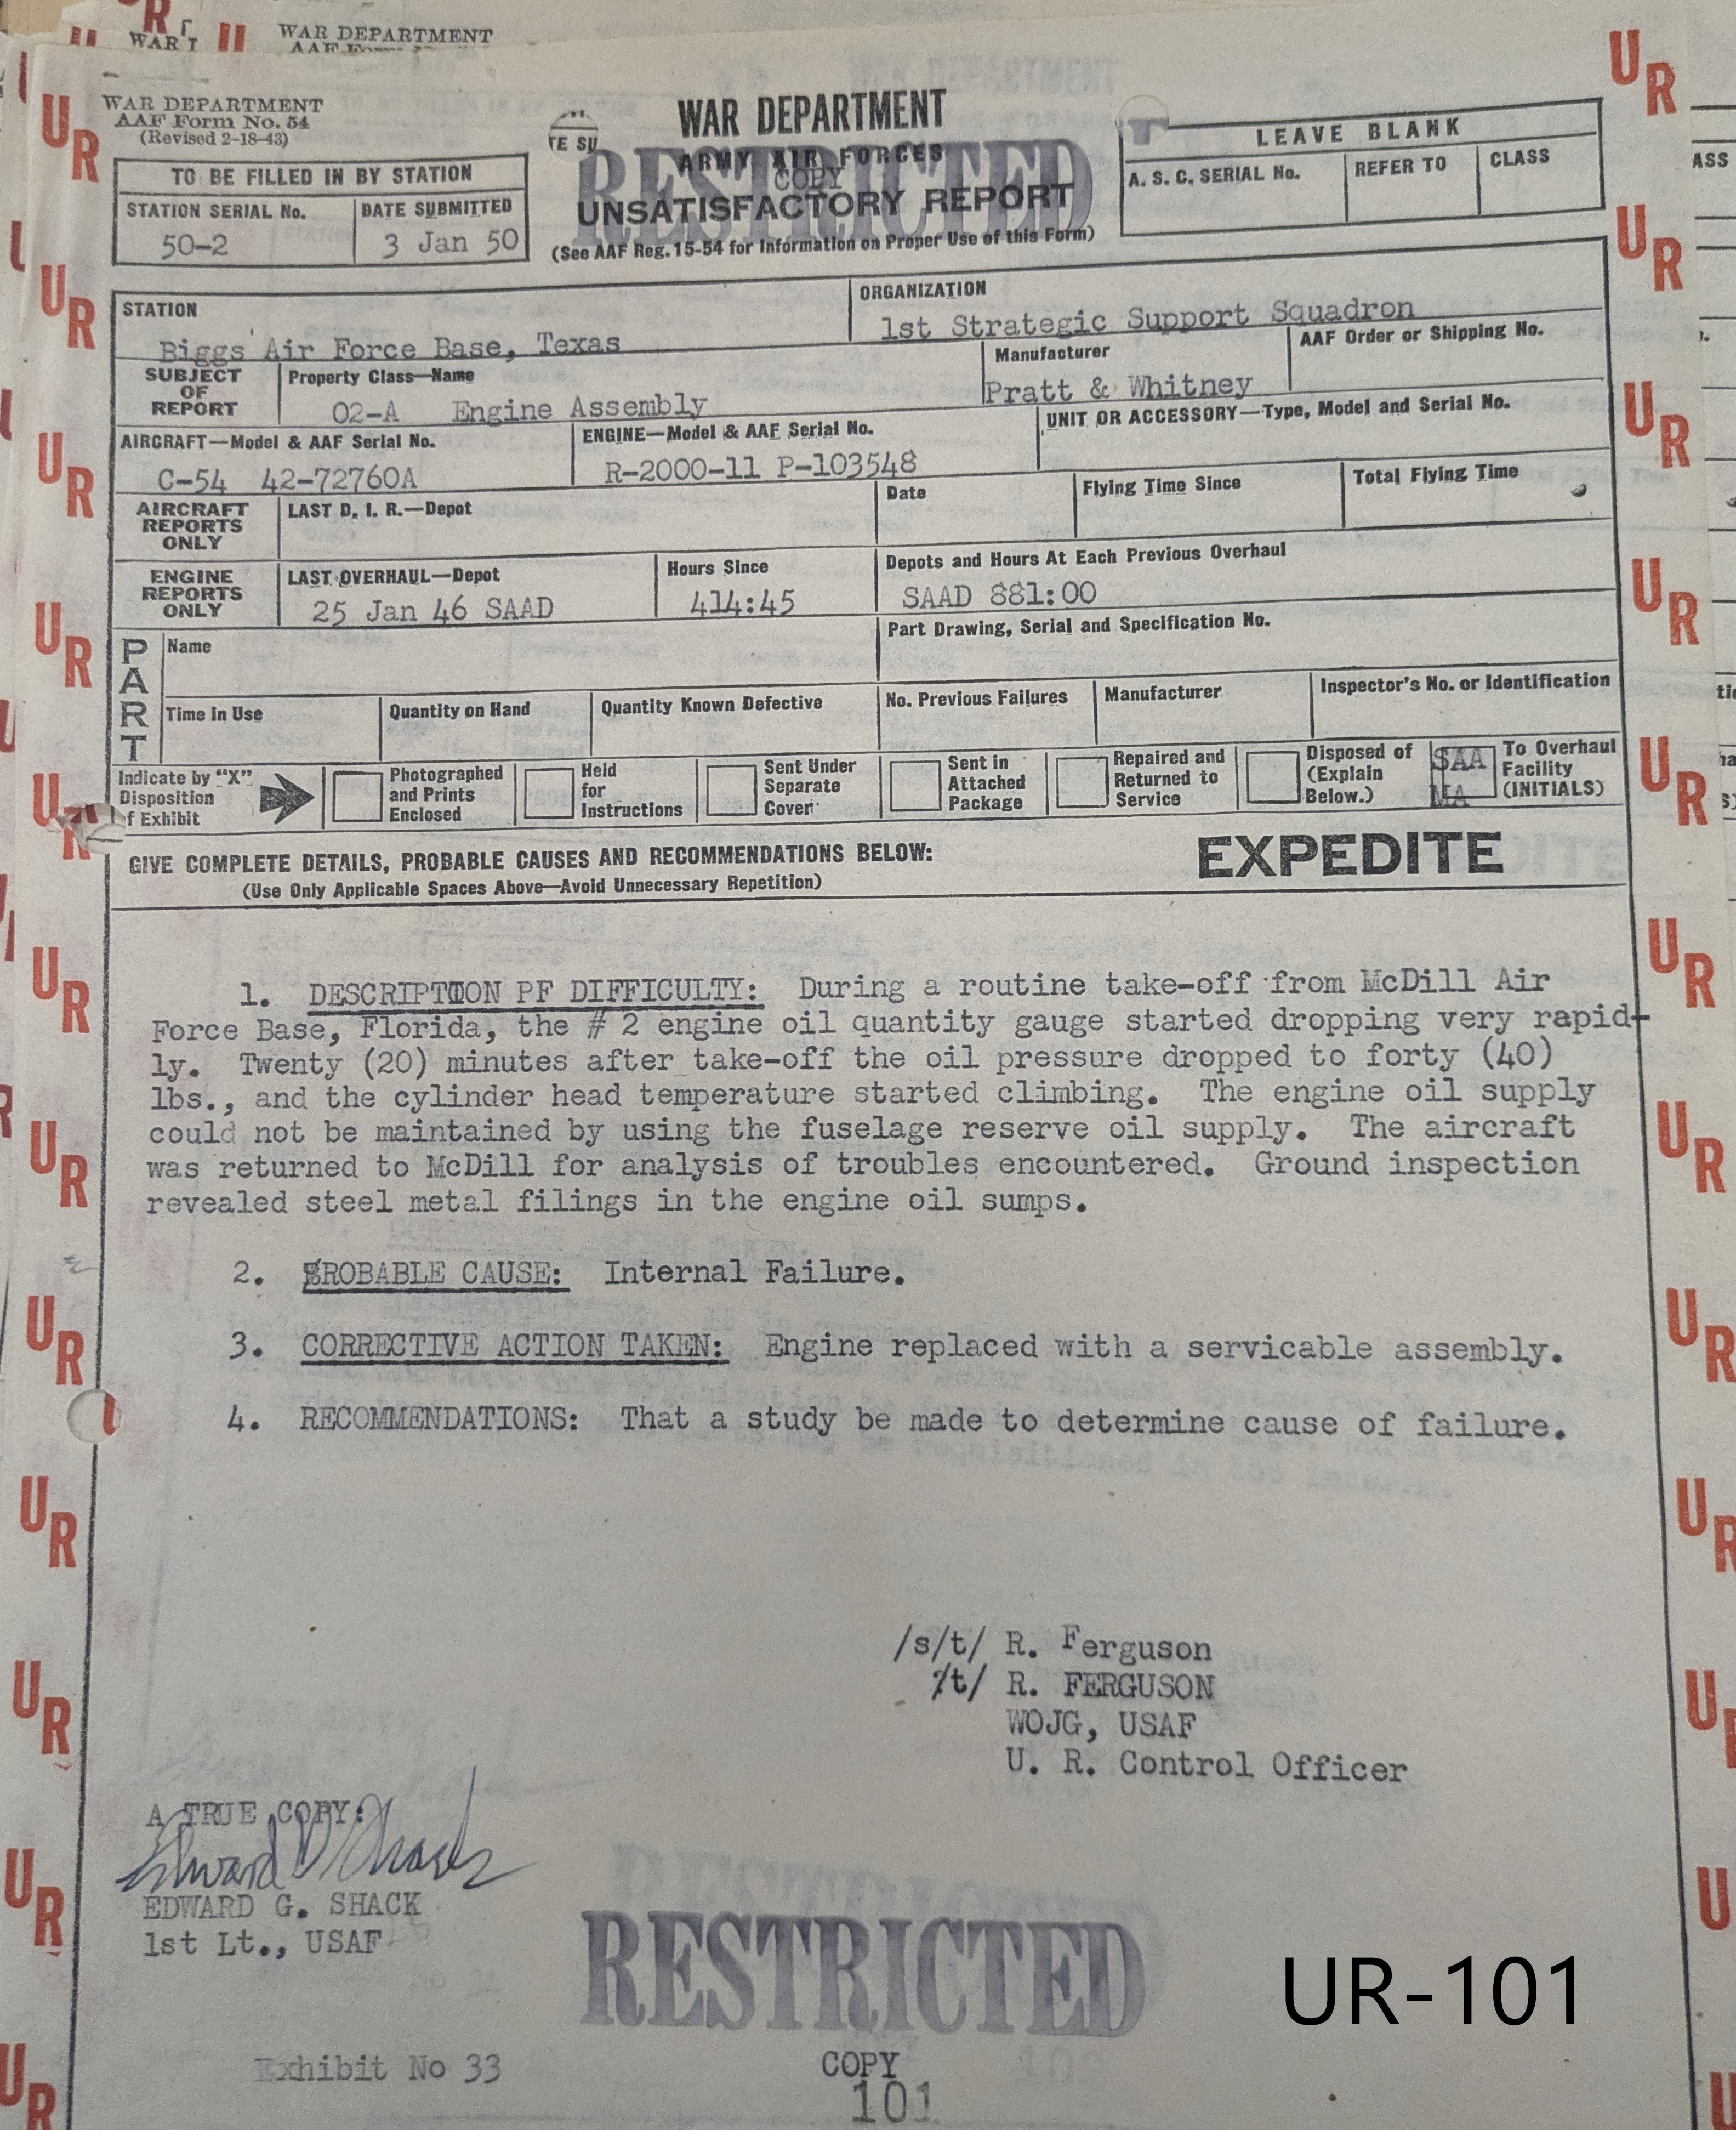 WAR DEPARTMENT
WAR DEPARTMENT
AAF Form No. 54
(Revised 2-18-43)
TO BE FILLED IN BY STATION
STATION SERIAL No. DATE SUBMITTED
50-2 3 Jan 50
WAR DEPARTMENT
ARMY AIR FORCES
RESTRICTED
COPY
UNSATISFACTORY REPORT
(See AAF Reg. 15-54 for Information on Proper Use of this Form)
LEAVE BLANK
A. S. C. SERIAL No. REFER TO CLASS
STATION ORGANIZATION
Biggs Air Force Base, Texas 1st Strategic Support Squadron
SUBJECT OF REPORT Property Class—Name Manufacturer AAF Order or Shipping No.
02-A Engine Assembly Pratt & Whitney
AIRCRAFT—Model & AAF Serial No. ENGINE—Model & AAF Serial No. UNIT OR ACCESSORY—Type, Model and Serial No.
C-54 42-72760A R-2000-11 P-103548
AIRCRAFT REPORTS ONLY LAST D. I. R.—Depot Date Flying Time Since Total Flying Time
ENGINE REPORTS ONLY LAST OVERHAUL—Depot Hours Since Depots and Hours At Each Previous Overhaul
25 Jan 46 SAAD 414:45 SAAD 881:00
PART
Name Part Drawing, Serial and Specification No.
Time in Use Quantity on Hand Quantity Known Defective No. Previous Failures Manufacturer Inspector's No. or Identification
Indicate by "X"
Disposition
of Exhibit
Photographed
and Prints
Enclosed
Held
for
Instructions
Sent Under
Separate
Cover
Sent in
Attached
Package
Repaired and
Returned to
Service
Disposed of
(Explain
Below.)
SAA
MA
To Overhaul
Facility
(INITIALS)
GIVE COMPLETE DETAILS, PROBABLE CAUSES AND RECOMMENDATIONS BELOW:
(Use Only Applicable Spaces Above—Avoid Unnecessary Repetition)
EXPEDITE
1. DESCRIPTION PF DIFFICULTY: During a routine take-off from McDill Air
Force Base, Florida, the # 2 engine oil quantity gauge started dropping very rapid-
ly. Twenty (20) minutes after take-off the oil pressure dropped to forty (40)
lbs., and the cylinder head temperature started climbing. The engine oil supply
could not be maintained by using the fuselage reserve oil supply. The aircraft
was returned to McDill for analysis of troubles encountered. Ground inspection
revealed steel metal filings in the engine oil sumps.
2. PROBABLE CAUSE: Internal Failure.
3. CORRECTIVE ACTION TAKEN: Engine replaced with a servicable assembly.
4. RECOMMENDATIONS: That a study be made to determine cause of failure.
/s/t/ R. Ferguson
/t/ R. FERGUSON
WOJG, USAF
U. R. Control Officer
A TRUE COPY:
EDWARD G. SHACK
1st Lt., USAF
RESTRICTED
UR-101
Exhibit No 33
COPY
101